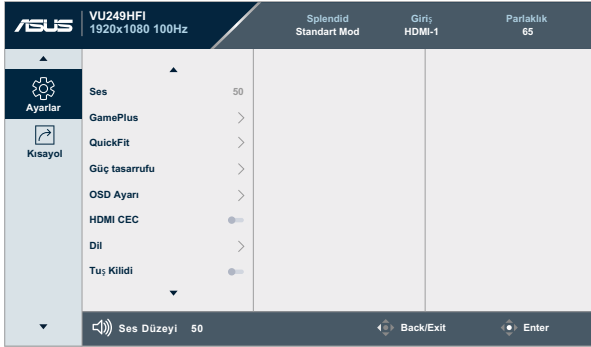 ASUS
VU249HFI
1920x1080 100Hz
Splendid
Standart Mod
Giriş
HDMI-1
Parlaklık
65
Ayarlar
Kısayol
Ses 50
GamePlus
QuickFit
Güç tasarrufu
OSD Ayarı
HDMI CEC
Dil
Tuş Kilidi
Ses Düzeyi 50
Back/Exit
Enter